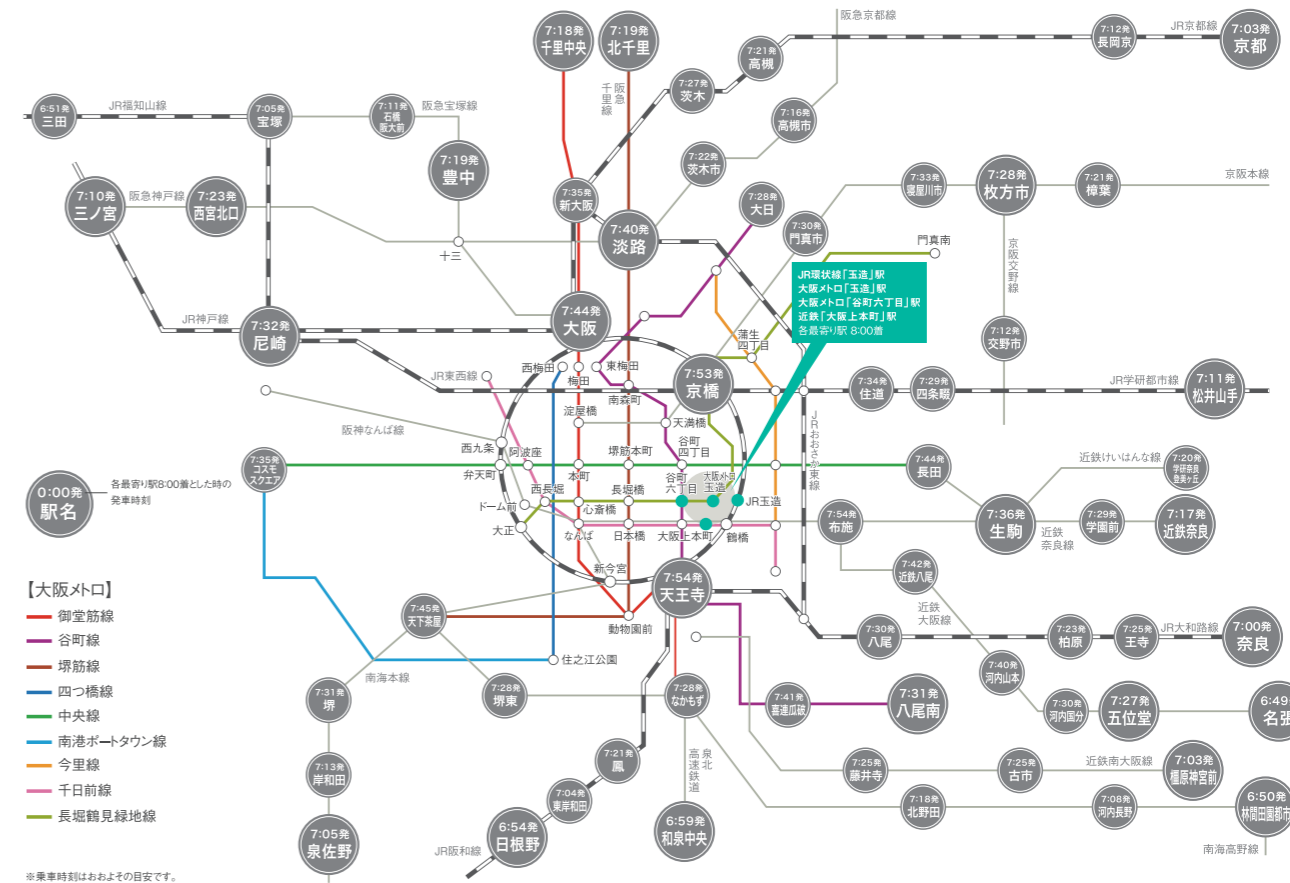 7:18発
千里中央
7:19発
北千里
阪急京都線
7:21発
高槻
7:12発
長岡京
JR京都線
7:03発
京都
6:51発
三田
JR福知山線
7:05発
宝塚
7:11発
石橋
阪大前
阪急宝塚線
阪急
千里線
7:27発
茨木
7:16発
高槻市
7:19発
豊中
7:22発
茨木市
7:10発
三ノ宮
阪急神戸線
7:23発
西宮北口
7:35発
新大阪
7:28発
大日
7:33発
寝屋川市
7:28発
枚方市
7:21発
樟葉
京阪本線
十三
7:40発
淡路
7:30発
門真市
門真南
京阪交野線
JR環状線「玉造」駅
大阪メトロ「玉造」駅
大阪メトロ「谷町六丁目」駅
近鉄「大阪上本町」駅
各最寄り駅 8:00着
JR神戸線
7:32発
尼崎
7:44発
大阪
蒲生
四丁目
7:12発
交野市
JR東西線
西梅田
梅田
東梅田
南森町
7:53発
京橋
7:34発
住道
7:29発
四条畷
JR学研都市線
7:11発
松井山手
阪神なんば線
淀屋橋
天満橋
JRおおさか東線
西九条
阿波座
弁天町
本町
堺筋本町
谷町
四丁目
7:35発
コスモ
スクエア
7:44発
長田
近鉄けいはんな線
7:20発
学研奈良
登美ヶ丘
0:00発
駅名
各最寄り駅8:00着とした時の
発車時刻
西長堀
長堀橋
谷町
六丁目
大阪メトロ
玉造
JR玉造
ドーム前
心斎橋
大正
なんば
日本橋
大阪上本町
鶴橋
7:54発
布施
7:36発
生駒
近鉄
奈良線
7:29発
学園前
7:17発
近鉄奈良
新今宮
7:54発
天王寺
7:42発
近鉄八尾
近鉄
大阪線
【大阪メトロ】
御堂筋線
谷町線
堺筋線
四つ橋線
中央線
南港ポートタウン線
今里線
千日前線
長堀鶴見緑地線
7:45発
天下茶屋
動物園前
7:30発
八尾
7:23発
柏原
7:25発
王寺
JR大和路線
7:00発
奈良
住之江公園
南海本線
7:40発
河内山本
7:31発
堺
7:28発
堺東
7:28発
なかもず
7:41発
喜連瓜破
7:31発
八尾南
7:30発
河内国分
7:27発
五位堂
6:49
名張
7:13発
岸和田
7:21発
鳳
泉北
高速鉄道
7:25発
藤井寺
7:25発
古市
近鉄南大阪線
7:03発
橿原神宮前
7:04発
東岸和田
7:18発
北野田
7:08発
河内長野
6:50発
林間田園都市
7:05発
泉佐野
6:54発
日根野
JR阪和線
6:59発
和泉中央
南海高野線
※乗車時刻はおおよその目安です。